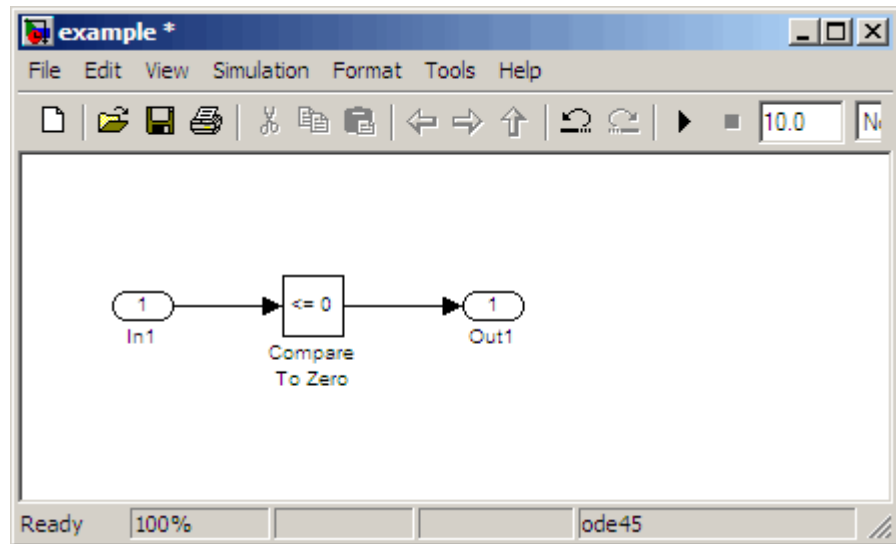 example *
File Edit View Simulation Format Tools Help
10.0
1
<= 0
1
In1
Out1
Compare
To Zero
Ready 100% ode45